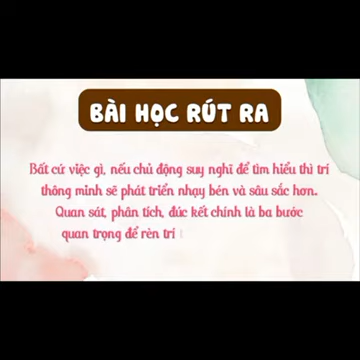 BÀI HỌC RÚT RA
Bất cứ việc gì, nếu chủ động suy nghĩ để tìm hiểu thì trí
thông minh sẽ phát triển nhạy bén và sâu sắc hơn.
Quan sát, phân tích, đúc kết chính là ba bước
quan trọng để rèn trí